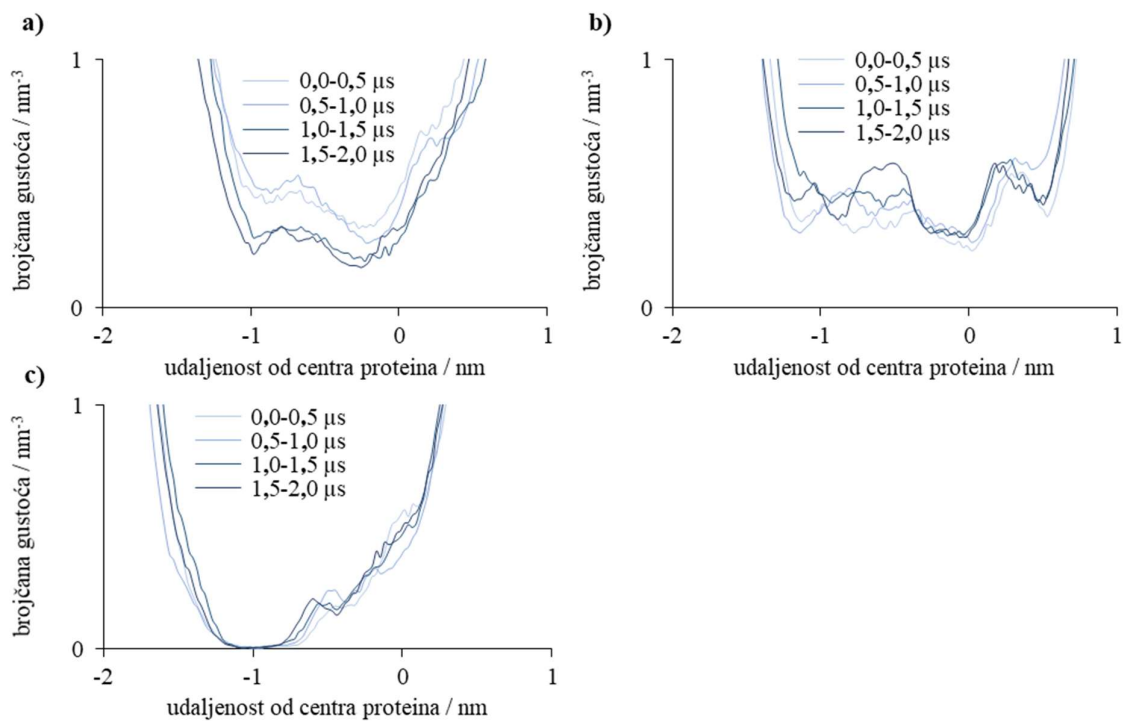 a)
brojčana gustoća / nm⁻³
1
0
0,0-0,5 µs
0,5-1,0 µs
1,0-1,5 µs
1,5-2,0 µs
-2
-1
0
1
udaljenost od centra proteina / nm
b)
brojčana gustoća / nm⁻³
1
0
0,0-0,5 µs
0,5-1,0 µs
1,0-1,5 µs
1,5-2,0 µs
-2
-1
0
1
udaljenost od centra proteina / nm
c)
brojčana gustoća / nm⁻³
1
0
0,0-0,5 µs
0,5-1,0 µs
1,0-1,5 µs
1,5-2,0 µs
-2
-1
0
1
udaljenost od centra proteina / nm